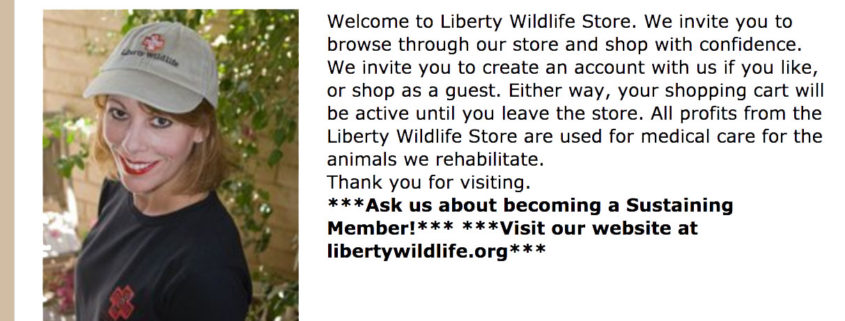 Liberty Wildlife
Welcome to Liberty Wildlife Store. We invite you to
browse through our store and shop with confidence.
We invite you to create an account with us if you like,
or shop as a guest. Either way, your shopping cart will
be active until you leave the store. All profits from the
Liberty Wildlife Store are used for medical care for the
animals we rehabilitate.
Thank you for visiting.
***Ask us about becoming a Sustaining
Member!*** ***Visit our website at
libertywildlife.org***